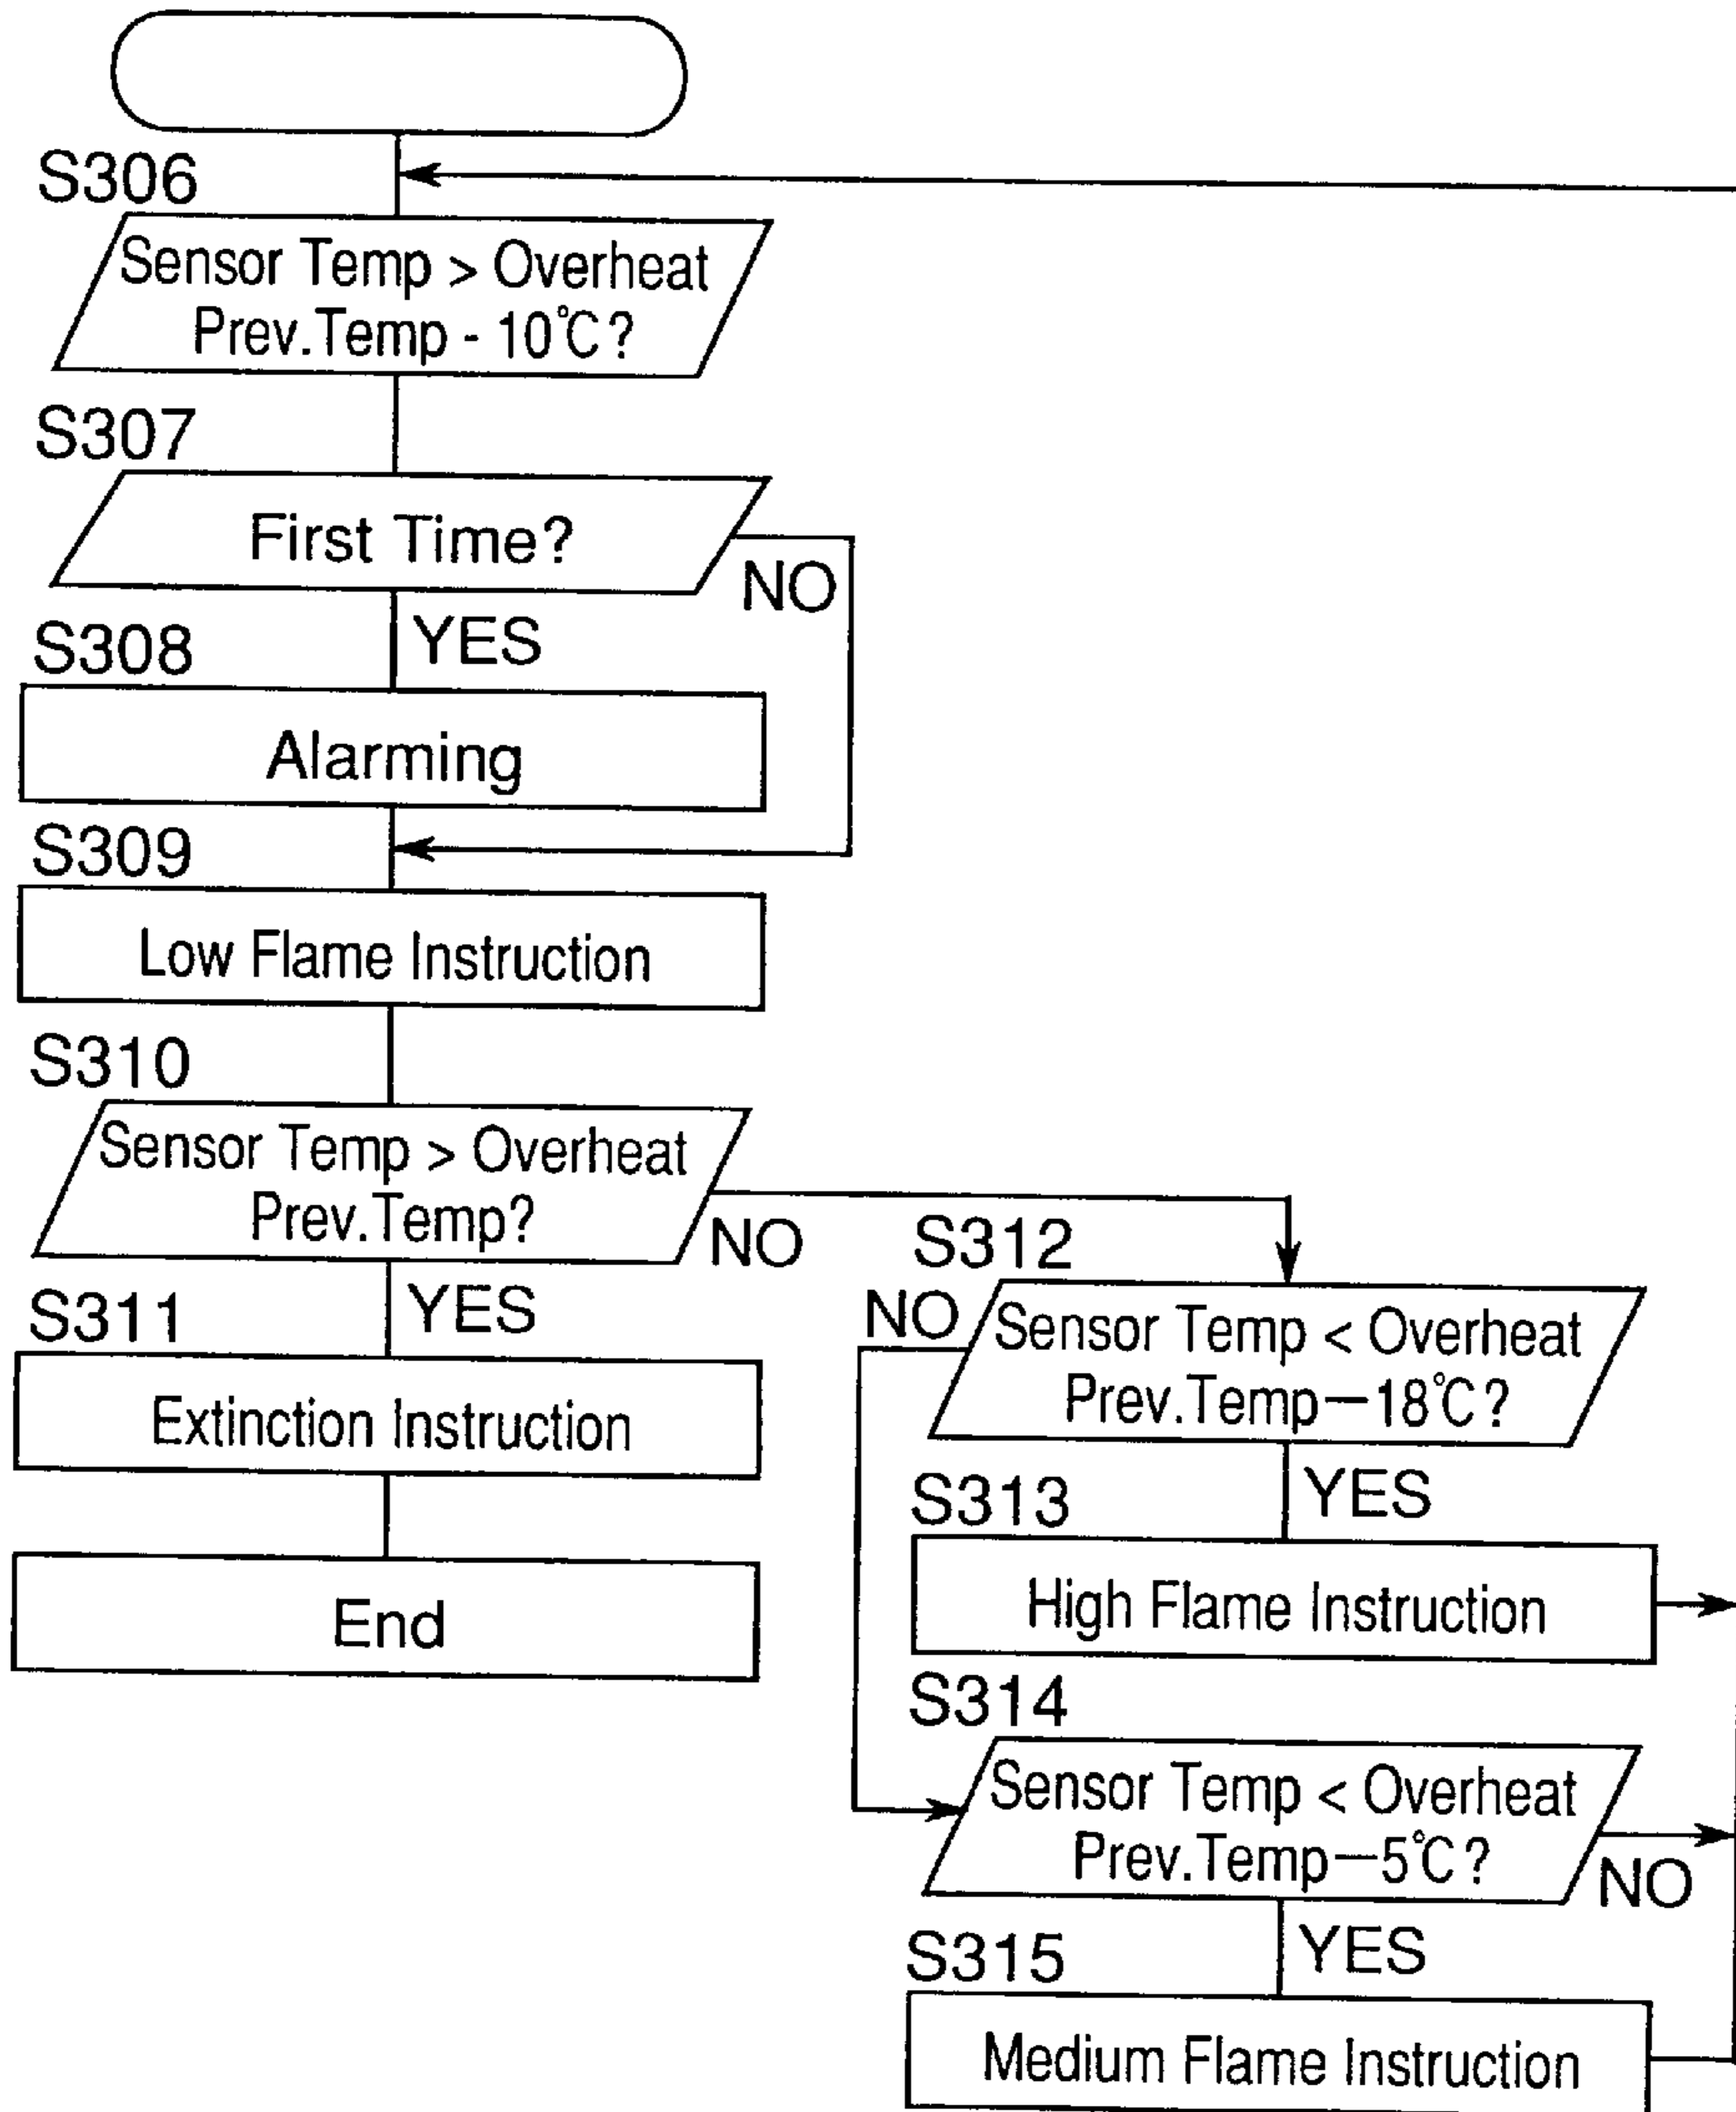 S306
Sensor Temp > Overheat
Prev.Temp - 10°C?
S307
First Time?
NO
YES
S308
Alarming
S309
Low Flame Instruction
S310
Sensor Temp > Overheat
Prev.Temp?
NO
YES
S311
Extinction Instruction
End
S312
NO
Sensor Temp < Overheat
Prev.Temp—18°C?
YES
S313
High Flame Instruction
S314
Sensor Temp < Overheat
Prev.Temp—5°C?
NO
YES
S315
Medium Flame Instruction